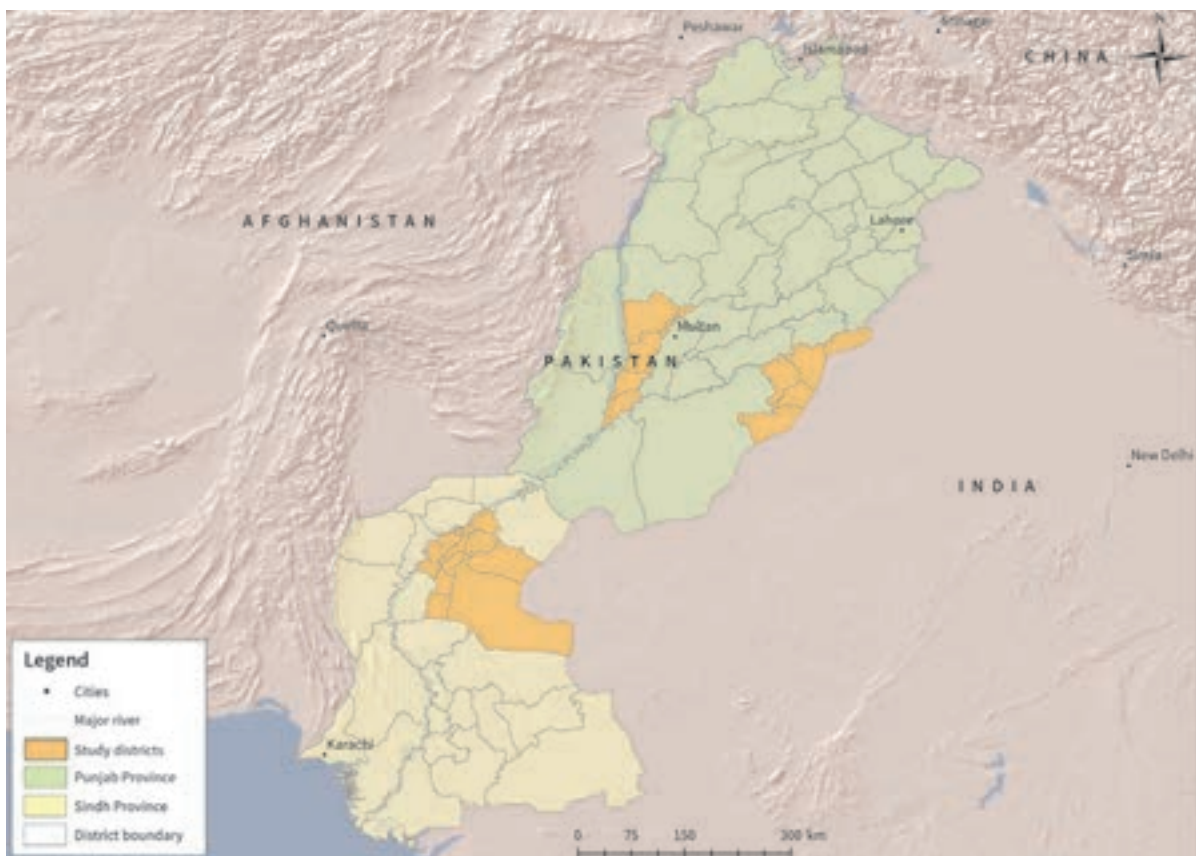 Peshawar
Srinagar
N
Islamabad
CHINA
AFGHANISTAN
Lahore
Simla
Quetta
Multan
PAKISTAN
New Delhi
INDIA
Legend
Cities
Major river
Study districts
Punjab Province
Sindh Province
District boundary
Karachi
0 75 150 300 km